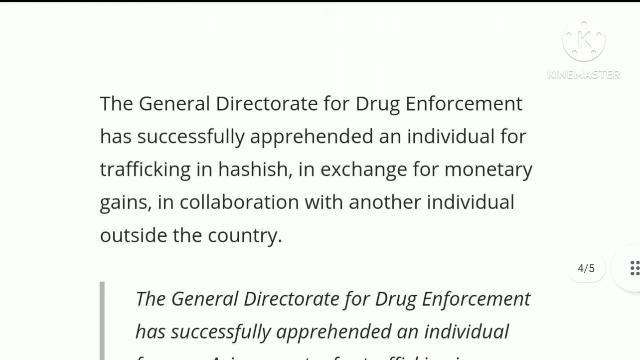 KINEMASTER
The General Directorate for Drug Enforcement
has successfully apprehended an individual for
trafficking in hashish, in exchange for monetary
gains, in collaboration with another individual
outside the country.
4/5
The General Directorate for Drug Enforcement
has successfully apprehended an individual